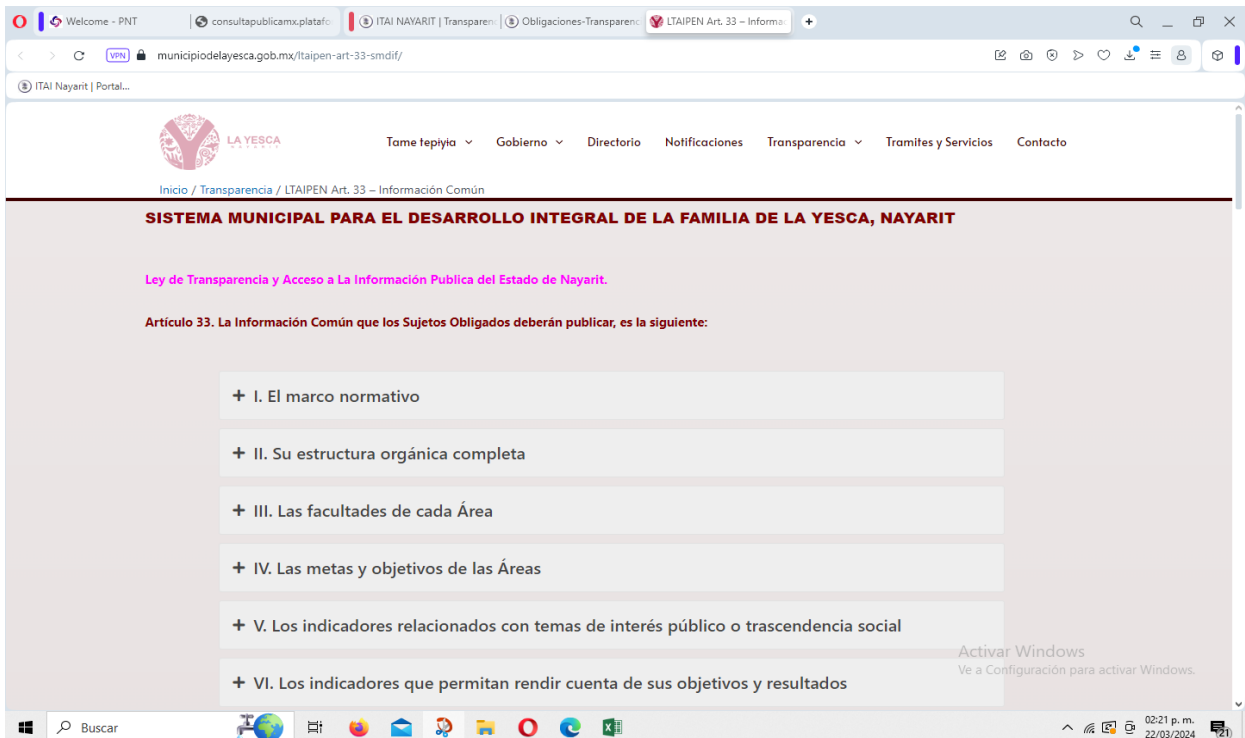 Welcome - PNT
consultapublicamx.platafo
ITAI NAYARIT | Transparen
Obligaciones-Transparenc
LTAIPEN Art. 33 – Informac
VPN
municipiodelayesca.gob.mx/ltaipen-art-33-smdif/
ITAI Nayarit | Portal...
LA YESCA
NAYARIT
Tame tepiyia
Gobierno
Directorio
Notificaciones
Transparencia
Tramites y Servicios
Contacto
Inicio / Transparencia / LTAIPEN Art. 33 – Información Común
SISTEMA MUNICIPAL PARA EL DESARROLLO INTEGRAL DE LA FAMILIA DE LA YESCA, NAYARIT
Ley de Transparencia y Acceso a La Información Publica del Estado de Nayarit.
Artículo 33. La Información Común que los Sujetos Obligados deberán publicar, es la siguiente:
+ I. El marco normativo
+ II. Su estructura orgánica completa
+ III. Las facultades de cada Área
+ IV. Las metas y objetivos de las Áreas
+ V. Los indicadores relacionados con temas de interés público o trascendencia social
+ VI. Los indicadores que permitan rendir cuenta de sus objetivos y resultados
Activar Windows
Ve a Configuración para activar Windows.
Buscar
02:21 p. m.
22/03/2024
21